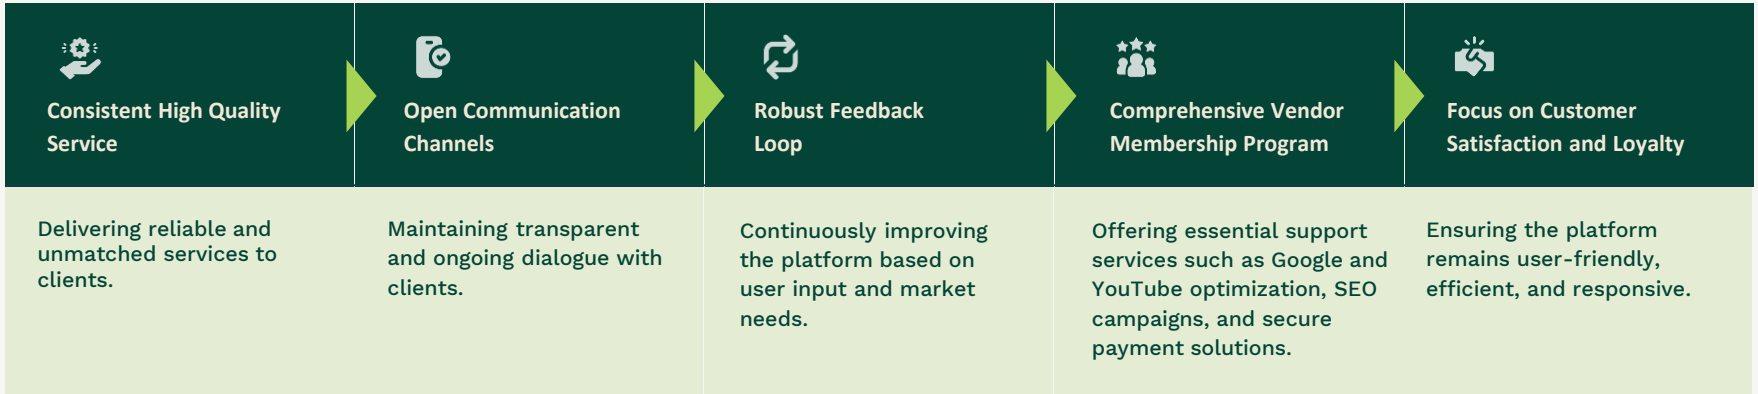 Consistent High Quality
Service
Open Communication
Channels
Robust Feedback
Loop
Comprehensive Vendor
Membership Program
Focus on Customer
Satisfaction and Loyalty
Delivering reliable and
unmatched services to
clients.
Maintaining transparent
and ongoing dialogue with
clients.
Continuously improving
the platform based on
user input and market
needs.
Offering essential support
services such as Google and
YouTube optimization, SEO
campaigns, and secure
payment solutions.
Ensuring the platform
remains user-friendly,
efficient, and responsive.